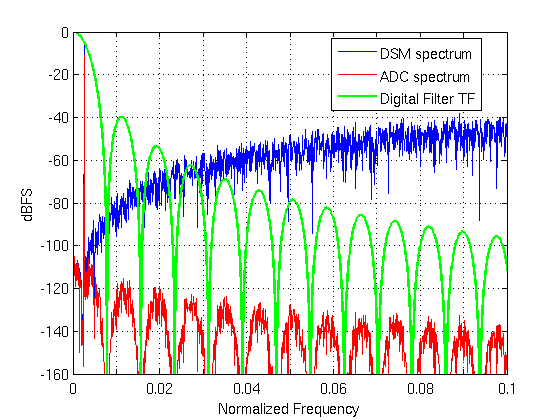 0
-20
-40
-60
-80
-100
-120
-140
-160
dBFS
DSM spectrum
ADC spectrum
Digital Filter TF
0 0.02 0.04 0.06 0.08 0.1
Normalized Frequency